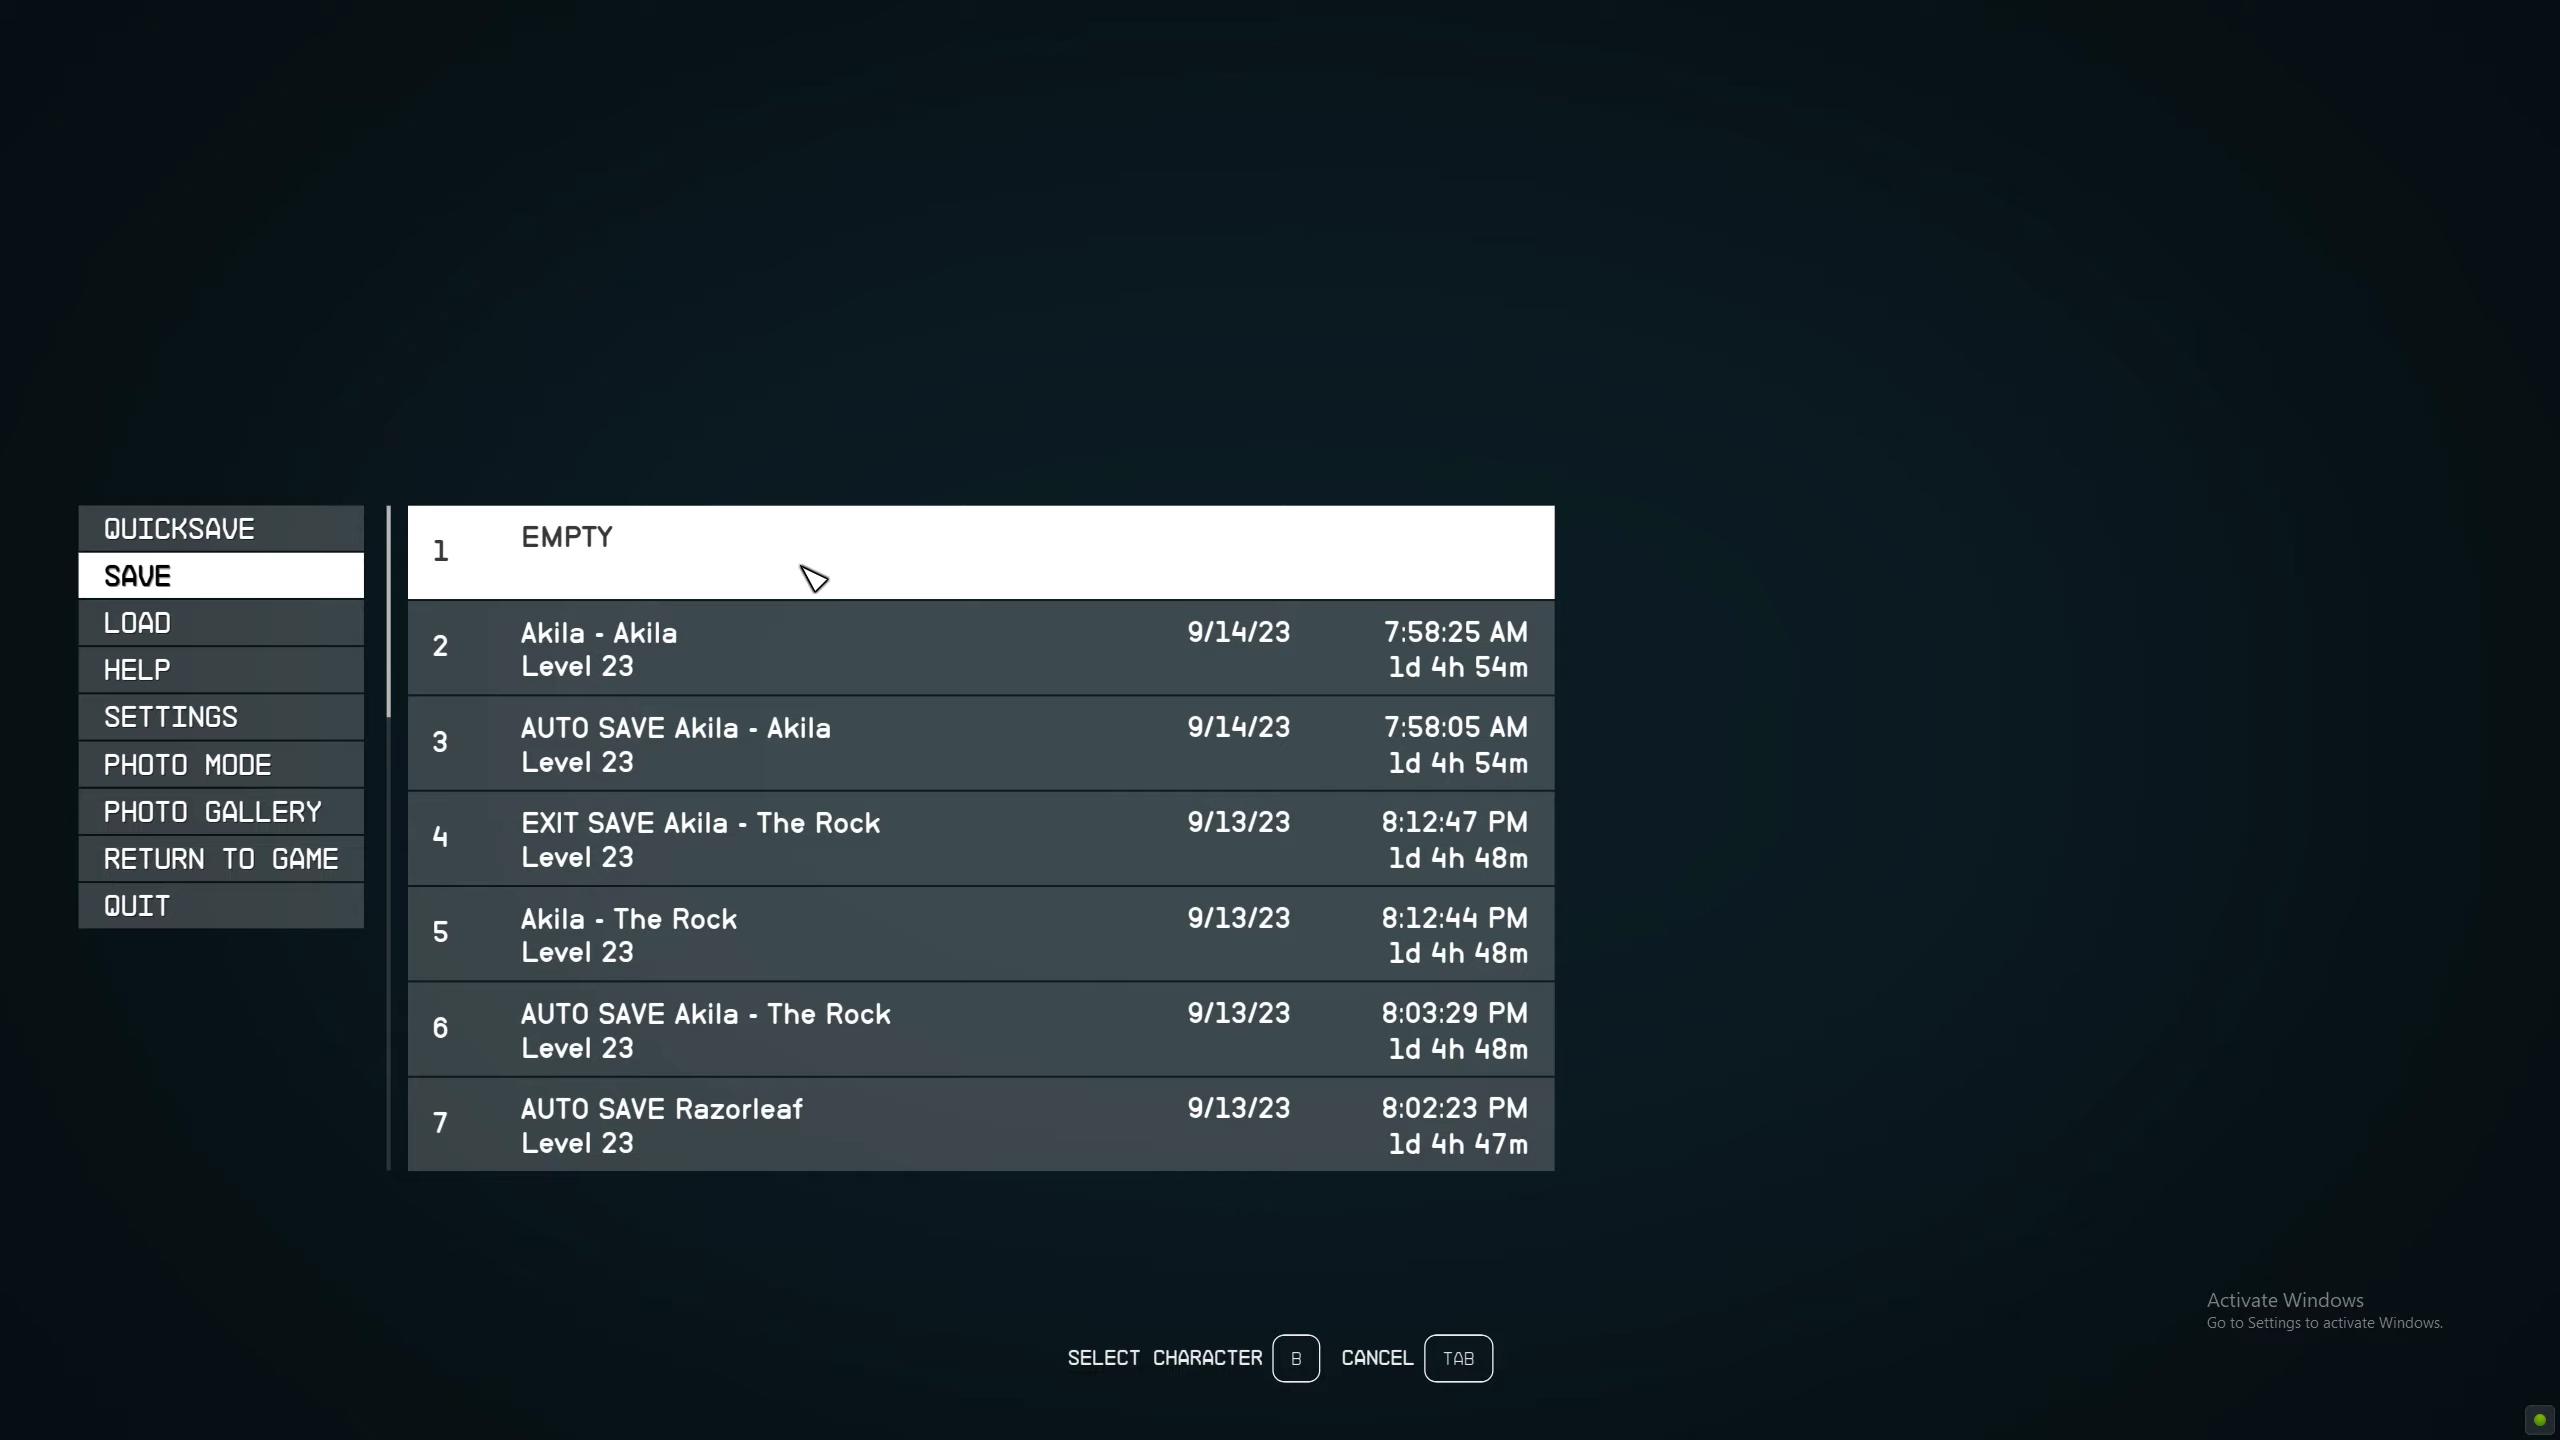 QUICKSAVE
SAVE
LOAD
HELP
SETTINGS
PHOTO MODE
PHOTO GALLERY
RETURN TO GAME
QUIT
1 EMPTY
2 Akila - Akila 9/14/23 7:58:25 AM
Level 23 1d 4h 54m
3 AUTO SAVE Akila - Akila 9/14/23 7:58:05 AM
Level 23 1d 4h 54m
4 EXIT SAVE Akila - The Rock 9/13/23 8:12:47 PM
Level 23 1d 4h 48m
5 Akila - The Rock 9/13/23 8:12:44 PM
Level 23 1d 4h 48m
6 AUTO SAVE Akila - The Rock 9/13/23 8:03:29 PM
Level 23 1d 4h 48m
7 AUTO SAVE Razorleaf 9/13/23 8:02:23 PM
Level 23 1d 4h 47m
Activate Windows
Go to Settings to activate Windows.
SELECT CHARACTER B CANCEL TAB